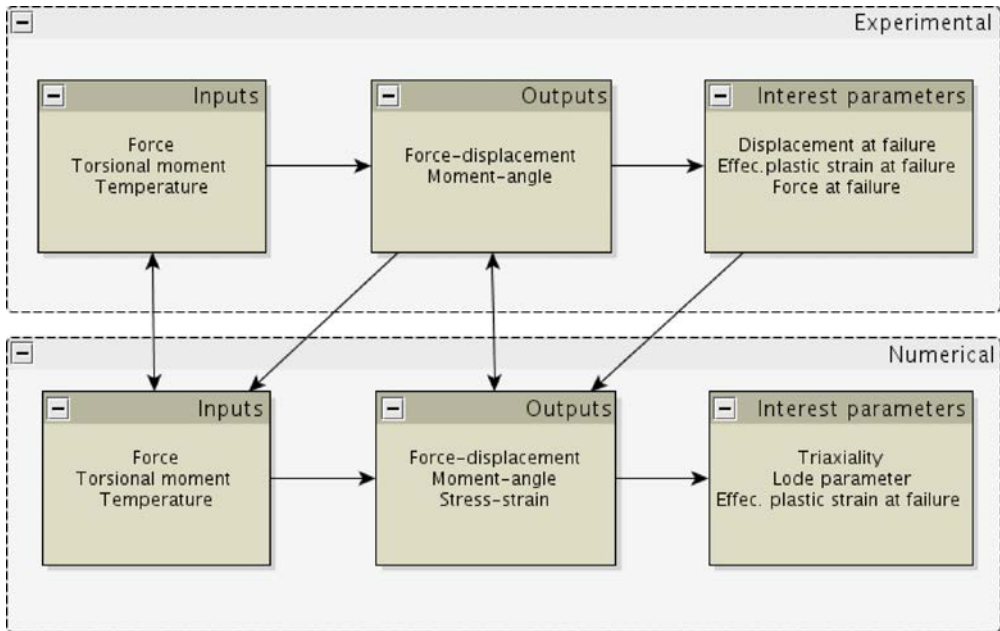 Experimental
Inputs
Force
Torsional moment
Temperature
Outputs
Force-displacement
Moment-angle
Interest parameters
Displacement at failure
Effec.plastic strain at failure
Force at failure
Numerical
Inputs
Force
Torsional moment
Temperature
Outputs
Force-displacement
Moment-angle
Stress-strain
Interest parameters
Triaxiality
Lode parameter
Effec. plastic strain at failure